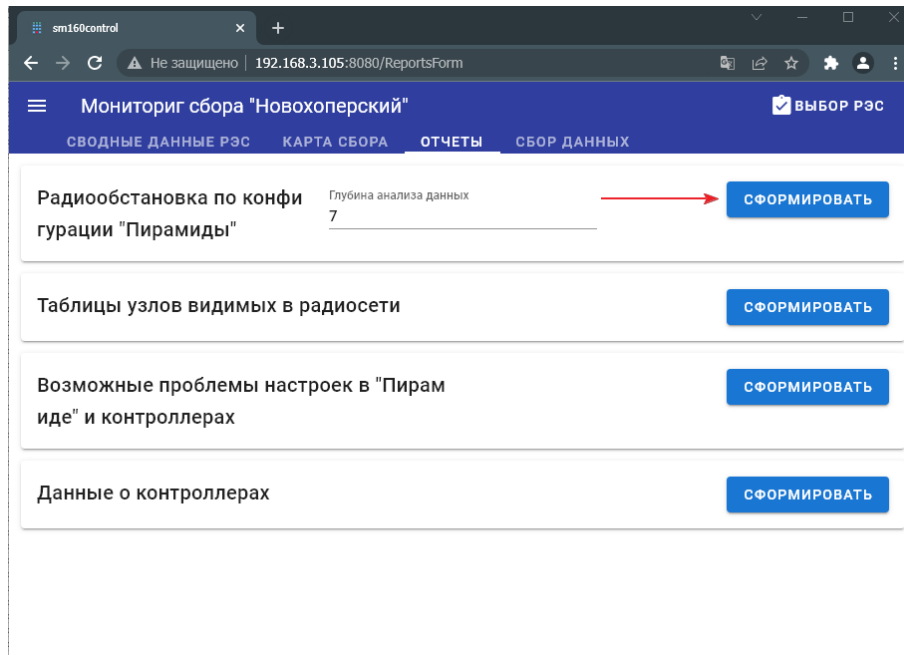 sm160control
Не защищено | 192.168.3.105:8080/ReportsForm
Мониториг сбора "Новохоперский"
ВЫБОР РЭС
СВОДНЫЕ ДАННЫЕ РЭС КАРТА СБОРА ОТЧЕТЫ СБОР ДАННЫХ
Радиообстановка по конфи
гурации "Пирамиды"
Глубина анализа данных
7
СФОРМИРОВАТЬ
Таблицы узлов видимых в радиосети
СФОРМИРОВАТЬ
Возможные проблемы настроек в "Пирам
иде" и контроллерах
СФОРМИРОВАТЬ
Данные о контроллерах
СФОРМИРОВАТЬ